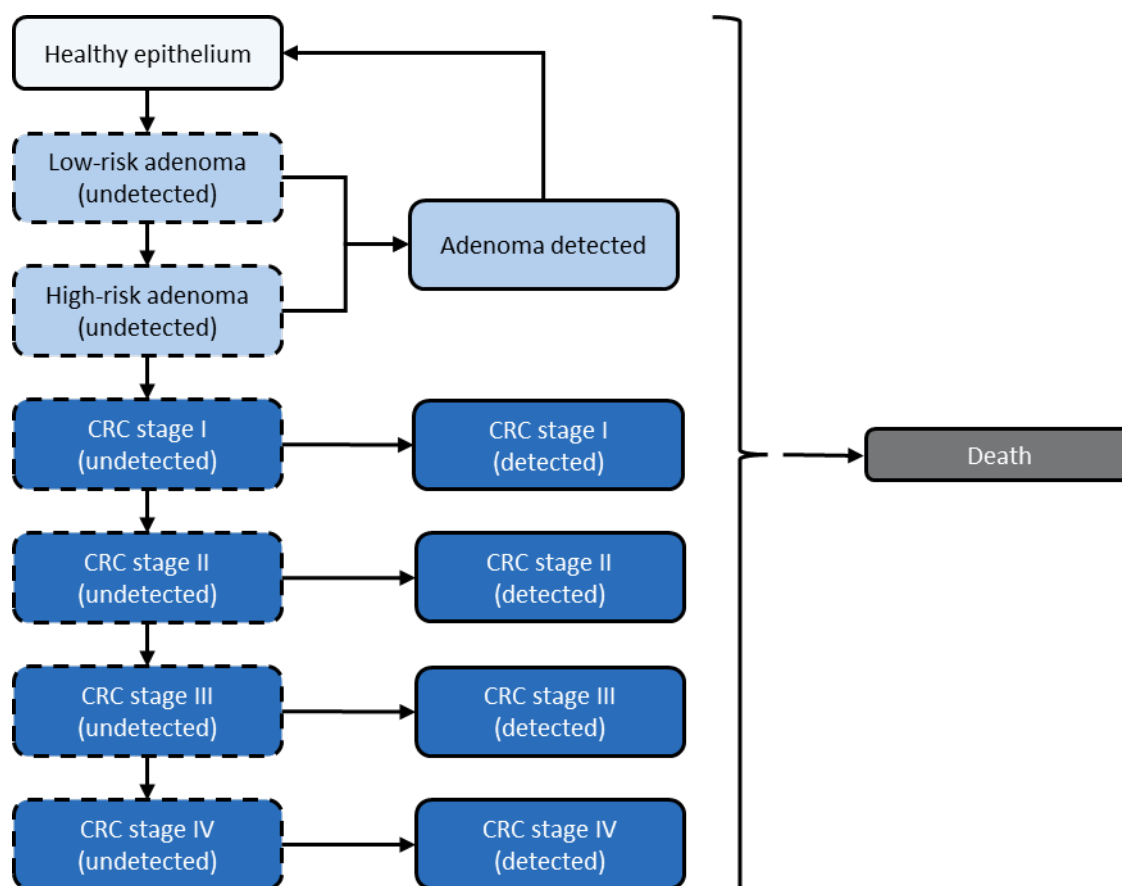 Healthy epithelium
Low-risk adenoma
(undetected)
Adenoma detected
High-risk adenoma
(undetected)
CRC stage I
(undetected)
CRC stage I
(detected)
Death
CRC stage II
(undetected)
CRC stage II
(detected)
CRC stage III
(undetected)
CRC stage III
(detected)
CRC stage IV
(undetected)
CRC stage IV
(detected)